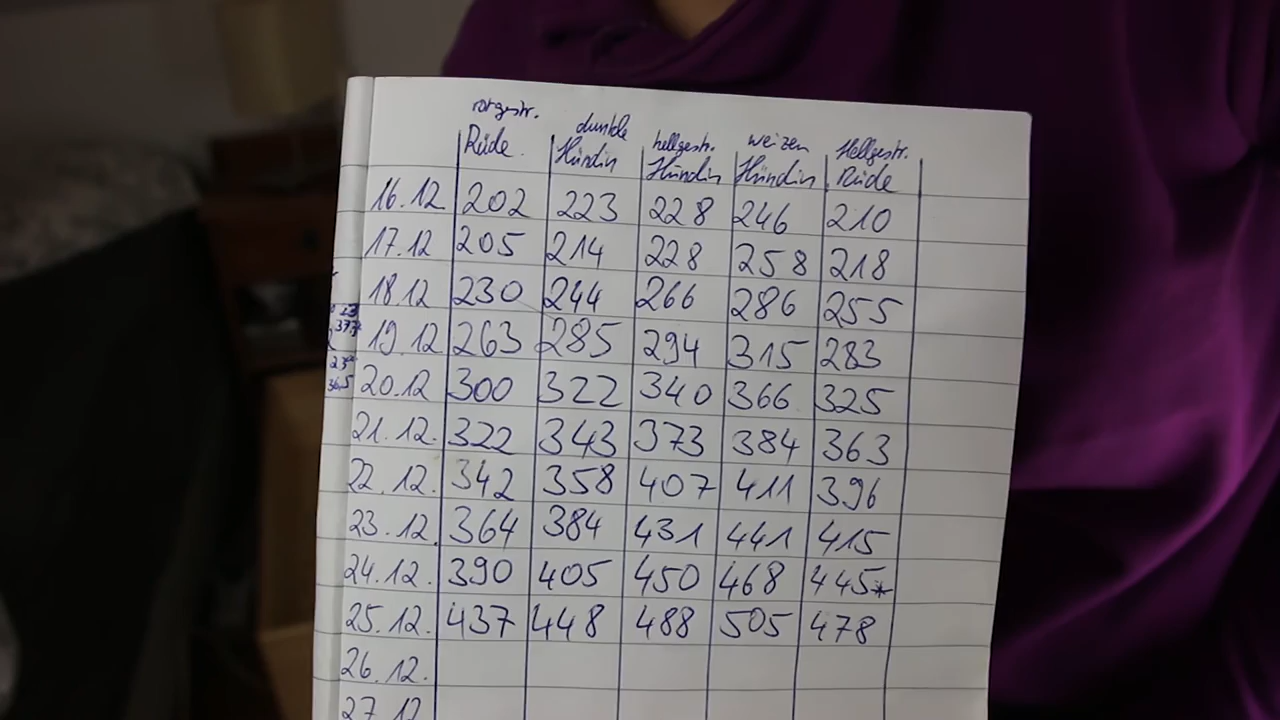 rotgestr. dunkle hellgestr. weizen Hellgestr.
Rüde. Hündin Hündin Hündin Rüde
16.12 202 223 228 246 210
17.12 205 214 228 258 218
18.12 230 244 266 286 255
19.12 263 285 294 315 283
20.12 300 322 340 366 325
21.12. 322 343 373 384 363
22.12. 342 358 407 411 396
23.12. 364 384 431 441 415
24.12. 390 405 450 468 445*
25.12. 437 448 488 505 478
26.12.
27.12